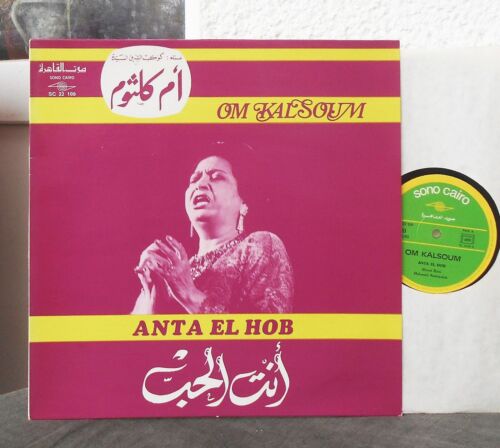 صوت القاهرة
SONO CAIRO
SC 22 108
أم كلثوم
OM KALSOUM
ANTA EL HOB
أنت الحب
sono cairo
صوت القاهرة
OM KALSOUM
ANTA EL HOB